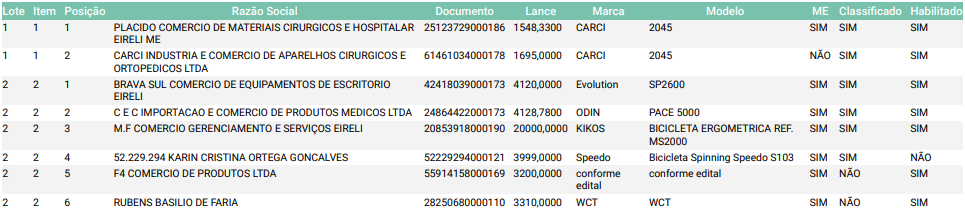 Lote Item Posição Razão Social Documento Lance Marca Modelo ME Classificado Habilitado
1 1 1 PLACIDO COMERCIO DE MATERIAIS CIRURGICOS E HOSPITALAR 25123729000186 1548,3300 CARCI 2045 SIM SIM SIM
EIRELI ME
1 1 2 CARCI INDUSTRIA E COMERCIO DE APARELHOS CIRURGICOS E 61461034000178 1695,0000 CARCI 2045 NÃO SIM SIM
ORTOPEDICOS LTDA
2 2 1 BRAVA SUL COMERCIO DE EQUIPAMENTOS DE ESCRITORIO 42418039000173 4120,0000 Evolution SP2600 SIM SIM SIM
EIRELI
2 2 2 C E C IMPORTACAO E COMERCIO DE PRODUTOS MEDICOS LTDA 24864422000173 4128,7800 ODIN PACE 5000 SIM SIM SIM
2 2 3 M.F COMERCIO GERENCIAMENTO E SERVIÇOS EIRELI 20853918000190 20000,0000 KIKOS BICICLETA ERGOMETRICA REF. SIM SIM SIM
MS2000
2 2 4 52.229.294 KARIN CRISTINA ORTEGA GONCALVES 52229294000121 3999,0000 Speedo Bicicleta Spinning Speedo S103 SIM SIM NÃO
2 2 5 F4 COMERCIO DE PRODUTOS LTDA 55914158000169 3200,0000 conforme conforme edital SIM NÃO SIM
edital
2 2 6 RUBENS BASILIO DE FARIA 28250680000110 3310,0000 WCT WCT SIM NÃO SIM